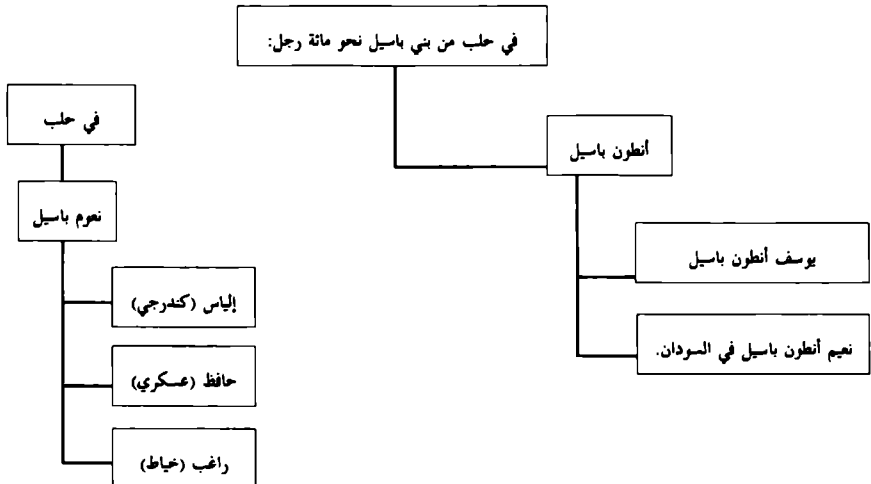 في حلب من بني باسيل نحو مائة رجل:
أنطون باسيل
يوسف أنطون باسيل
نعيم أنطون باسيل في السودان.
في حلب
نعوم باسيل
إلياس (كندرجي)
حافظ (عسكري)
راغب (خياط)